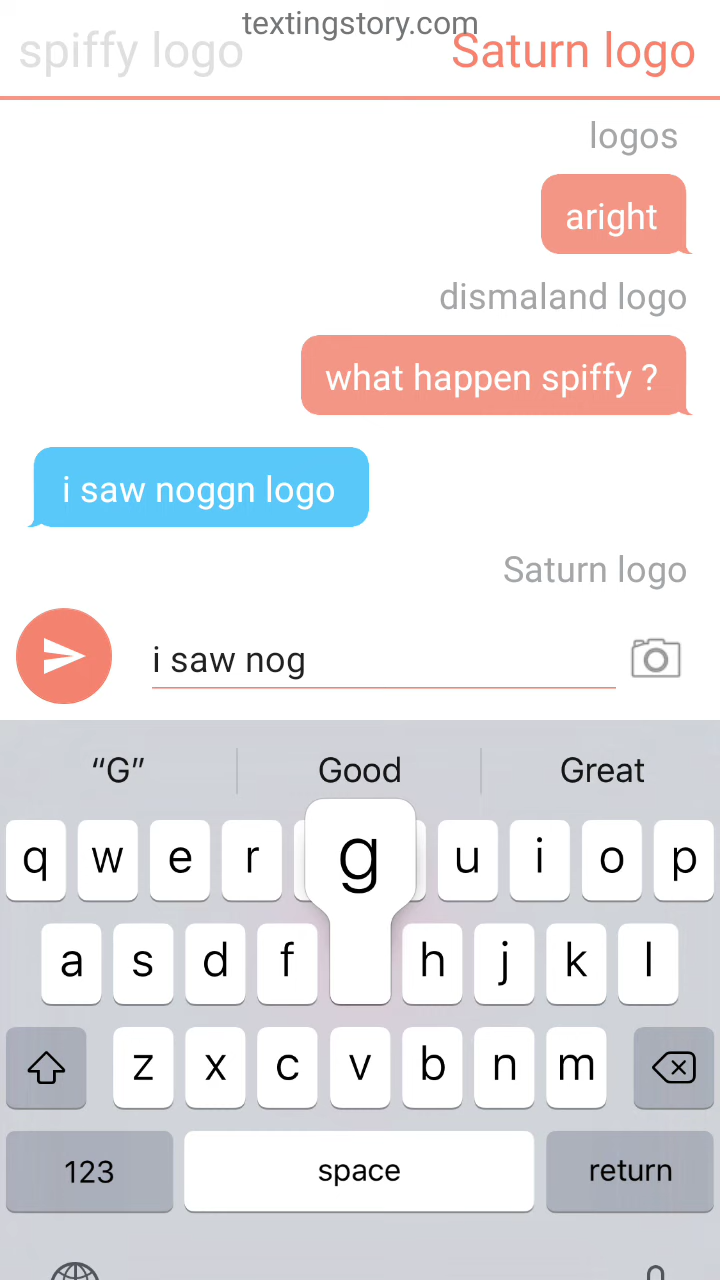 textingstory.com
spiffy logo Saturn logo
logos
aright
dismaland logo
what happen spiffy ?
i saw noggn logo
Saturn logo
i saw nog
“G” Good Great
q w e r g u i o p
a s d f h j k l
z x c v b n m
123 space return